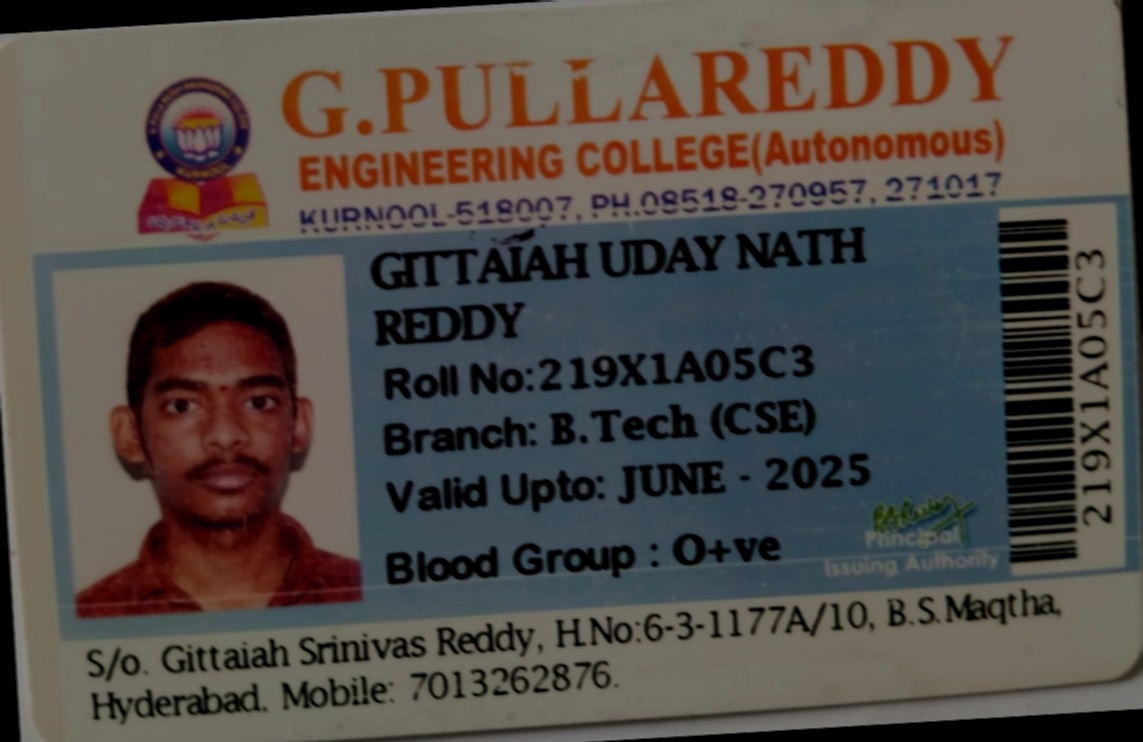 G.PULLAREDDY
ENGINEERING COLLEGE(Autonomous)
KURNOOL-518007, PH.08518-270957, 271017
GITTAIAH UDAY NATH
REDDY
Roll No:219X1A05C3
Branch: B.Tech (CSE)
Valid Upto: JUNE - 2025
Blood Group : O+ve
Principal
Issuing Authority
219X1A05C3
S/o. Gittaiah Srinivas Reddy, H.No:6-3-1177A/10, B.S.Maqtha,
Hyderabad. Mobile: 7013262876.